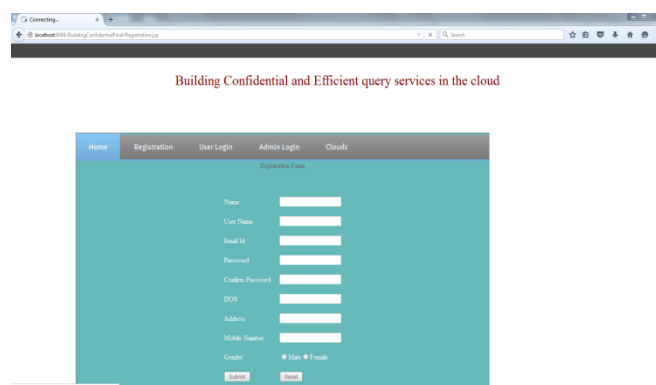 Connecting...
localhost:8084/BuildingConfidentialFinal/Registration.jsp
Search
Building Confidential and Efficient query services in the cloud
Home Registration User Login Admin Login Clouds
Registration Form
Name
User Name
Email Id
Password
Confirm Password
DOB
Address
Mobile Number
Gender Male Female
Submit Reset